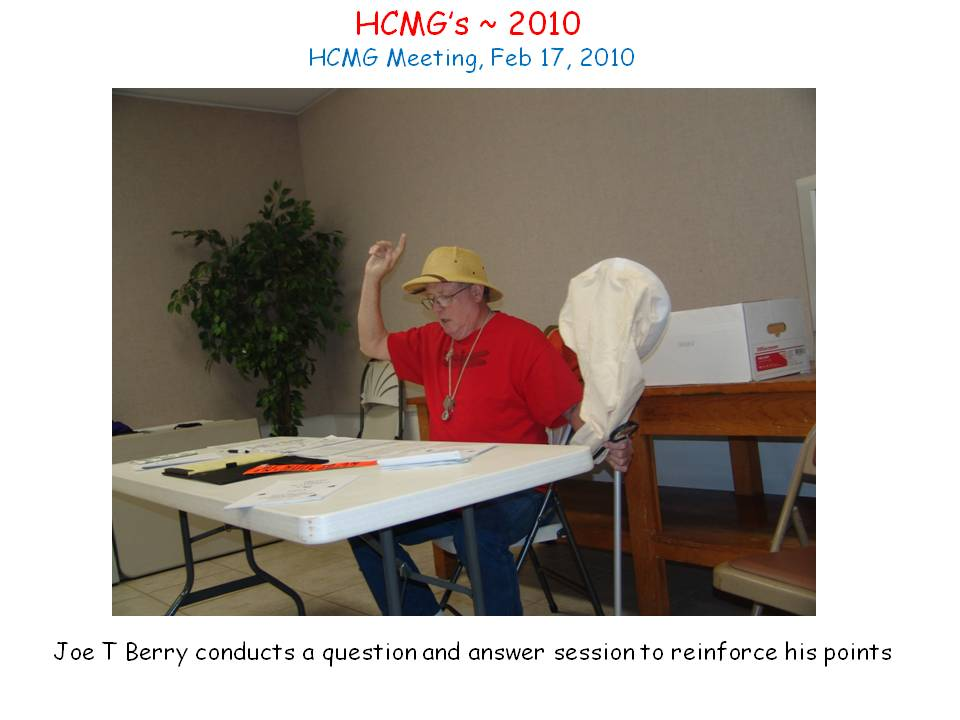 HCMG's ~ 2010
HCMG Meeting, Feb 17, 2010
Joe T Berry conducts a question and answer session to reinforce his points